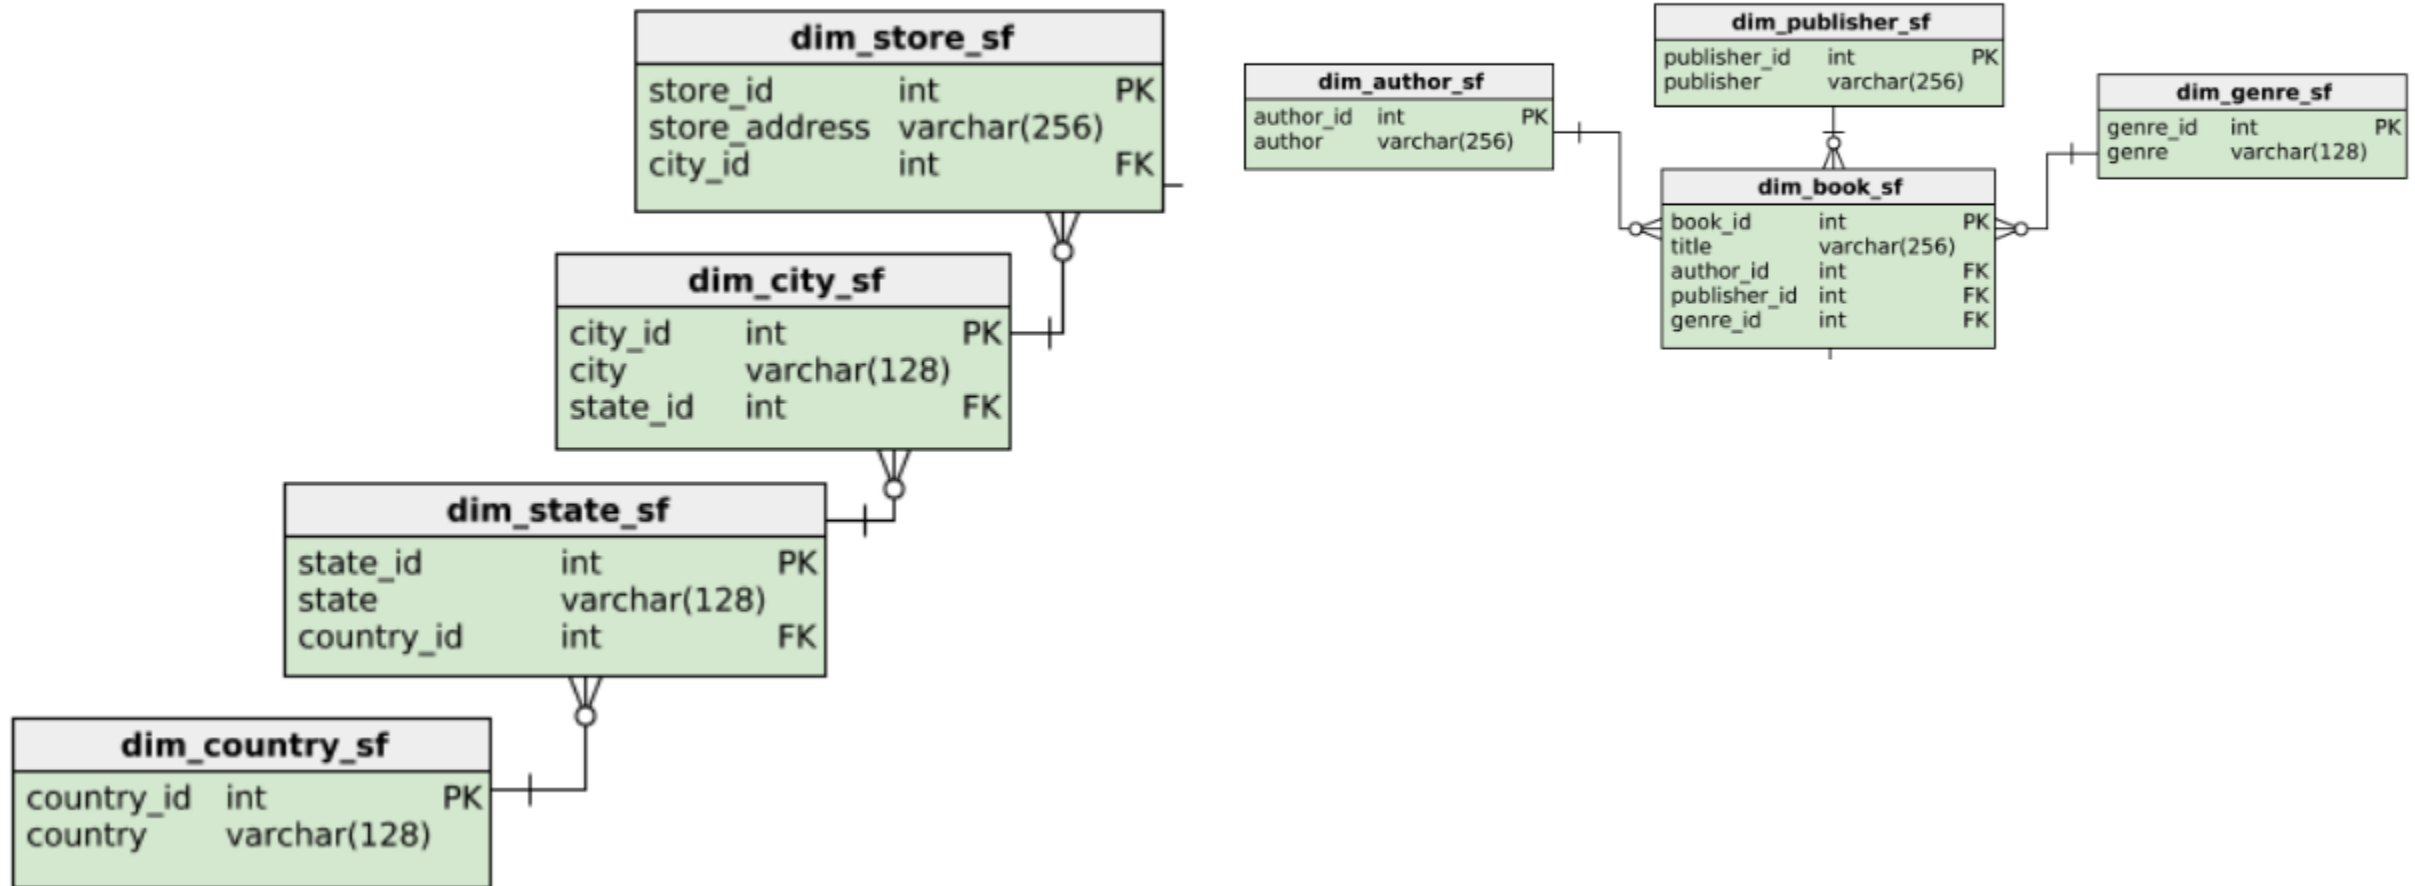 dim_store_sf
store_id int PK
store_address varchar(256)
city_id int FK
dim_city_sf
city_id int PK
city varchar(128)
state_id int FK
dim_state_sf
state_id int PK
state varchar(128)
country_id int FK
dim_country_sf
country_id int PK
country varchar(128)
dim_author_sf
author_id int PK
author varchar(256)
dim_publisher_sf
publisher_id int PK
publisher varchar(256)
dim_book_sf
book_id int PK
title varchar(256)
author_id int FK
publisher_id int FK
genre_id int FK
dim_genre_sf
genre_id int PK
genre varchar(128)